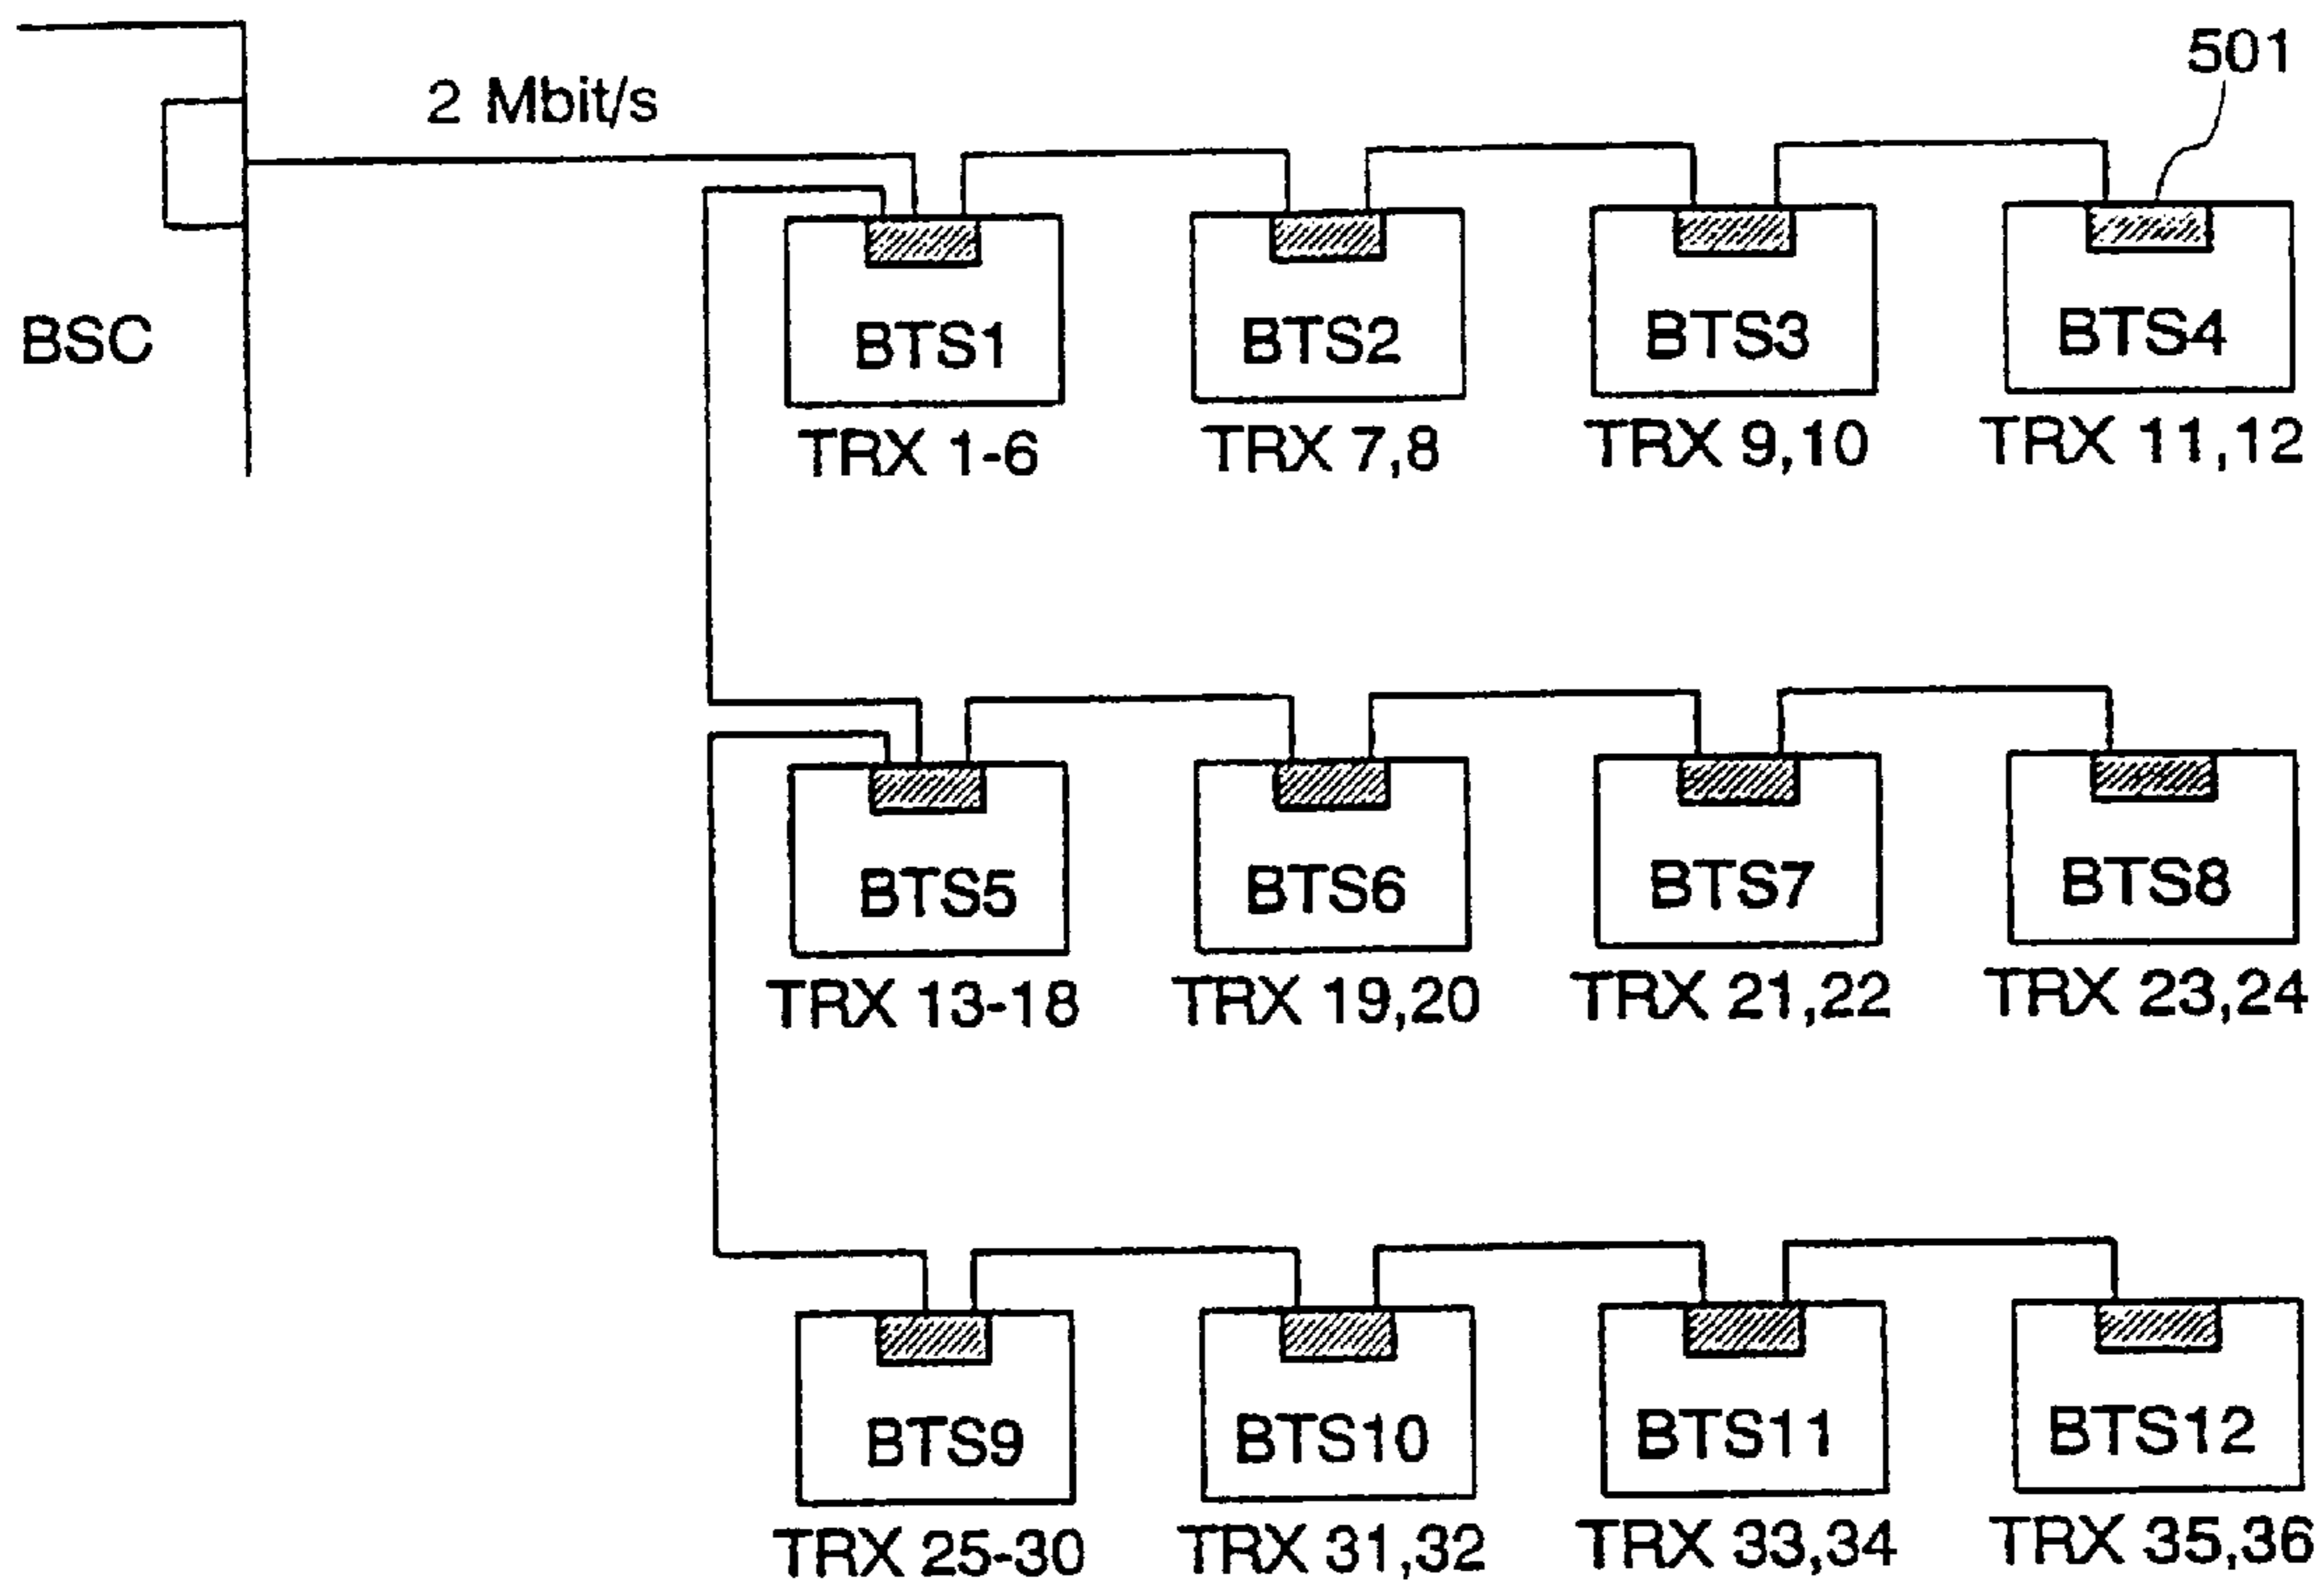 501
2 Mbit/s
BSC
BTS1
BTS2
BTS3
BTS4
TRX 1-6
TRX 7,8
TRX 9,10
TRX 11,12
BTS5
BTS6
BTS7
BTS8
TRX 13-18
TRX 19,20
TRX 21,22
TRX 23,24
BTS9
BTS10
BTS11
BTS12
TRX 25-30
TRX 31,32
TRX 33,34
TRX 35,36